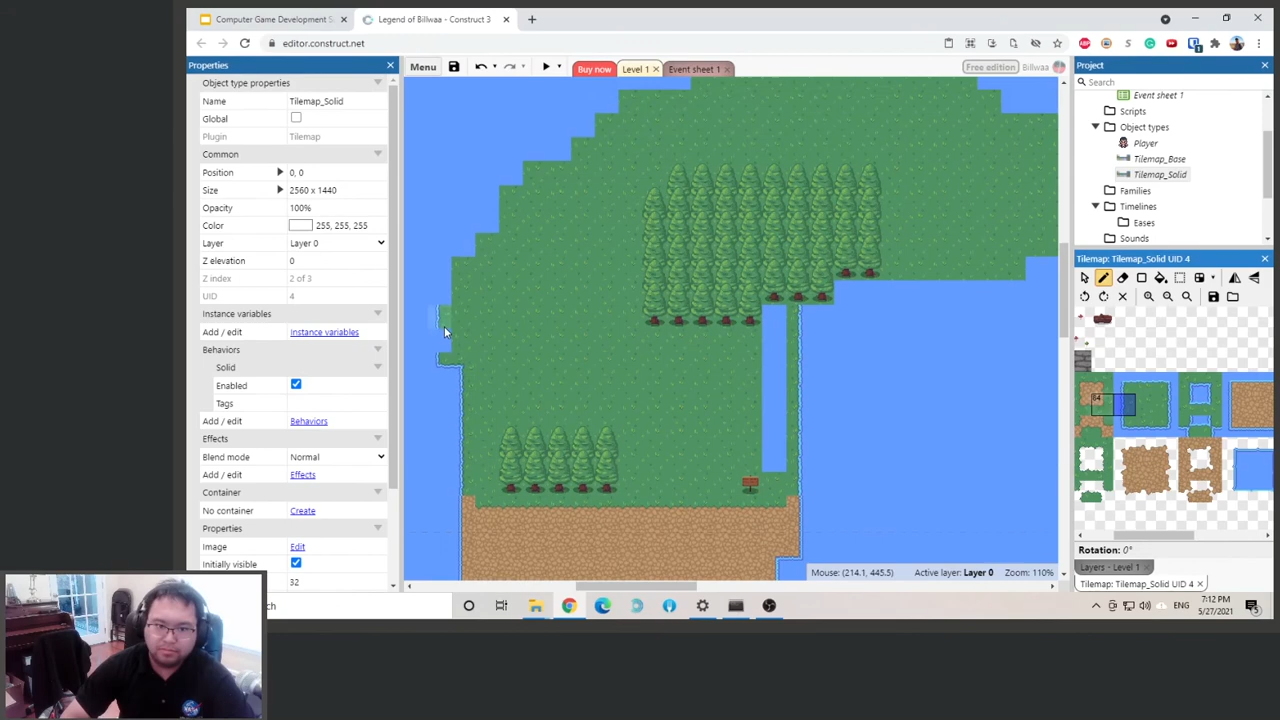 Computer Game Development S
Legend of Billwaa - Construct 3
editor.construct.net
Properties
Menu
Buy now
Level 1
Event sheet 1
Free edition
Billwaa
Project
Object type properties
Name
Tilemap_Solid
Global
Plugin
Tilemap
Common
Position
0, 0
Size
2560 x 1440
Opacity
100%
Color
255, 255, 255
Layer
Layer 0
Z elevation
0
Z index
2 of 3
UID
4
Instance variables
Add / edit
Instance variables
Behaviors
Solid
Enabled
Tags
Add / edit
Behaviors
Effects
Blend mode
Normal
Add / edit
Effects
Container
No container
Create
Properties
Image
Edit
Initially visible
32
Search
Event sheet 1
Scripts
Object types
Player
Tilemap_Base
Tilemap_Solid
Families
Timelines
Eases
Sounds
Tilemap: Tilemap_Solid UID 4
64
Rotation: 0°
Layers - Level 1
Tilemap: Tilemap_Solid UID 4
Mouse: (214.1, 445.5)
Active layer: Layer 0
Zoom: 110%
rch
ENG
7:12 PM
5/27/2021
5
NASA